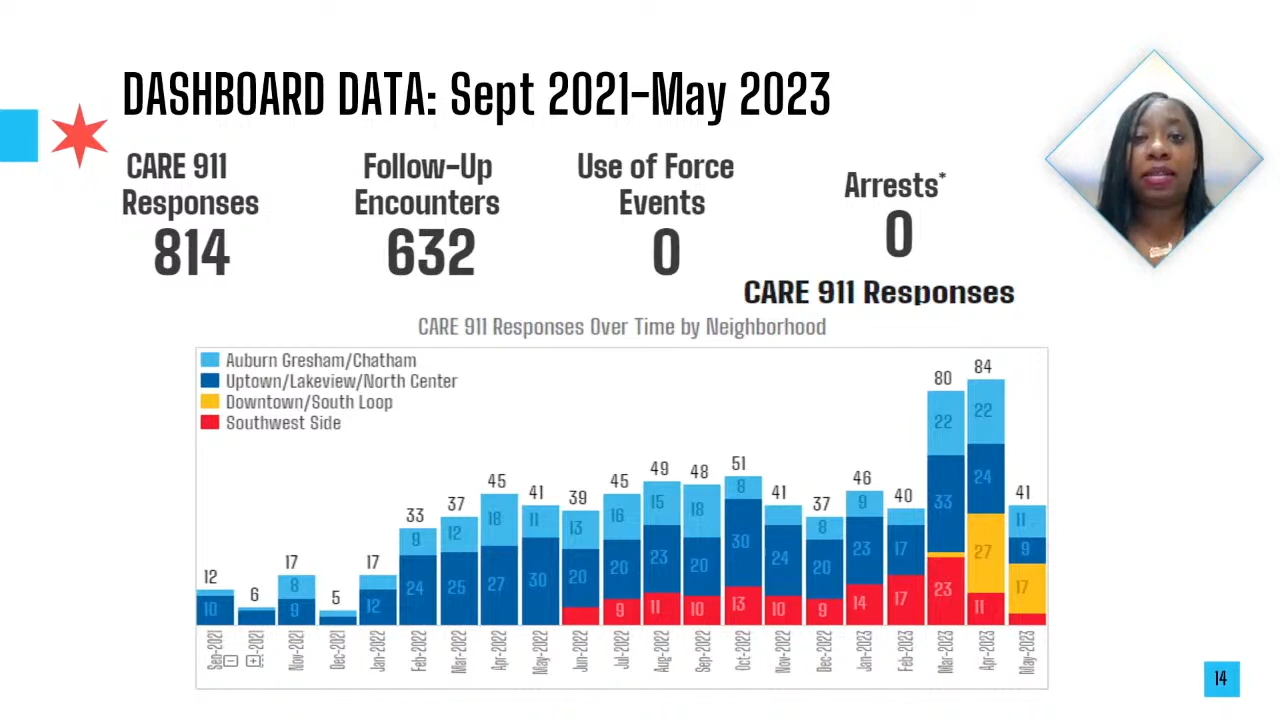 DASHBOARD DATA: Sept 2021-May 2023
CARE 911
Responses
814
Follow-Up
Encounters
632
Use of Force
Events
0
Arrests*
0
CARE 911 Responses
CARE 911 Responses Over Time by Neighborhood
Auburn Gresham/Chatham
Uptown/Lakeview/North Center
Downtown/South Loop
Southwest Side
12
10
6
17
8
9
5
17
12
33
9
24
37
12
25
45
18
27
41
11
30
39
13
20
45
16
20
9
49
15
23
11
48
18
20
10
51
8
30
13
41
24
10
37
8
20
9
46
9
23
14
40
17
17
80
22
33
23
84
22
24
27
11
41
11
9
17
Sep-2021
-2021
Nov-2021
Dec-2021
Jan-2022
Feb-2022
Mar-2022
Apr-2022
May-2022
Jun-2022
Jul-2022
Aug-2022
Sep-2022
Oct-2022
Nov-2022
Dec-2022
Jan-2023
Feb-2023
Mar-2023
Apr-2023
May-2023
14